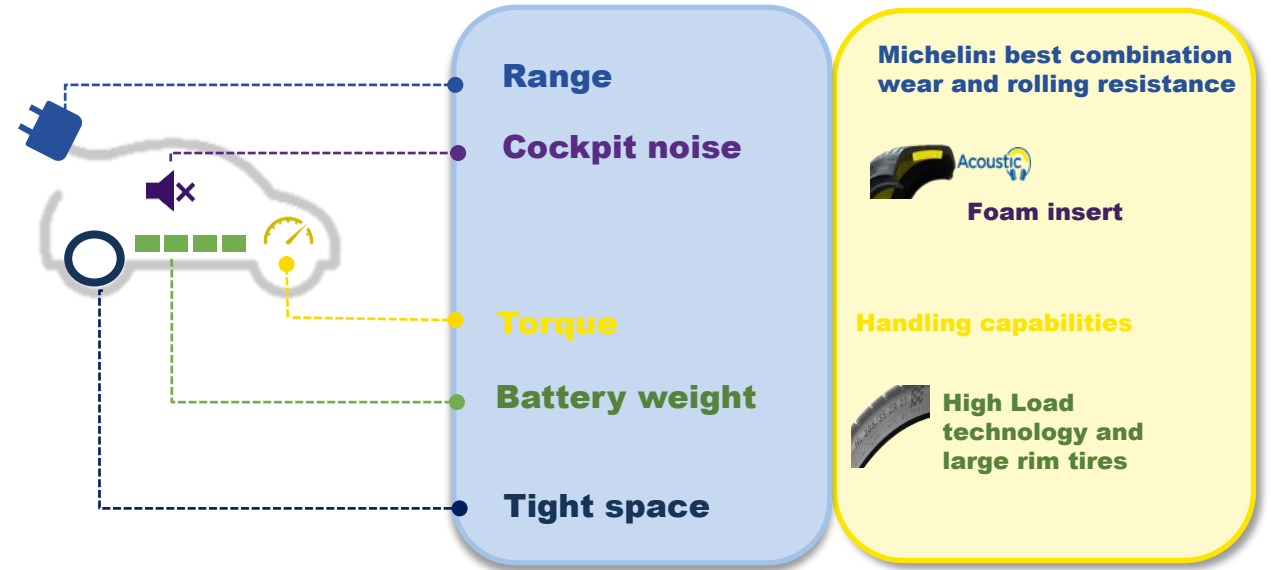 Range
Cockpit noise
Torque
Battery weight
Tight space
Michelin: best combination
wear and rolling resistance
Acoustic
Foam insert
Handling capabilities
High Load
technology and
large rim tires